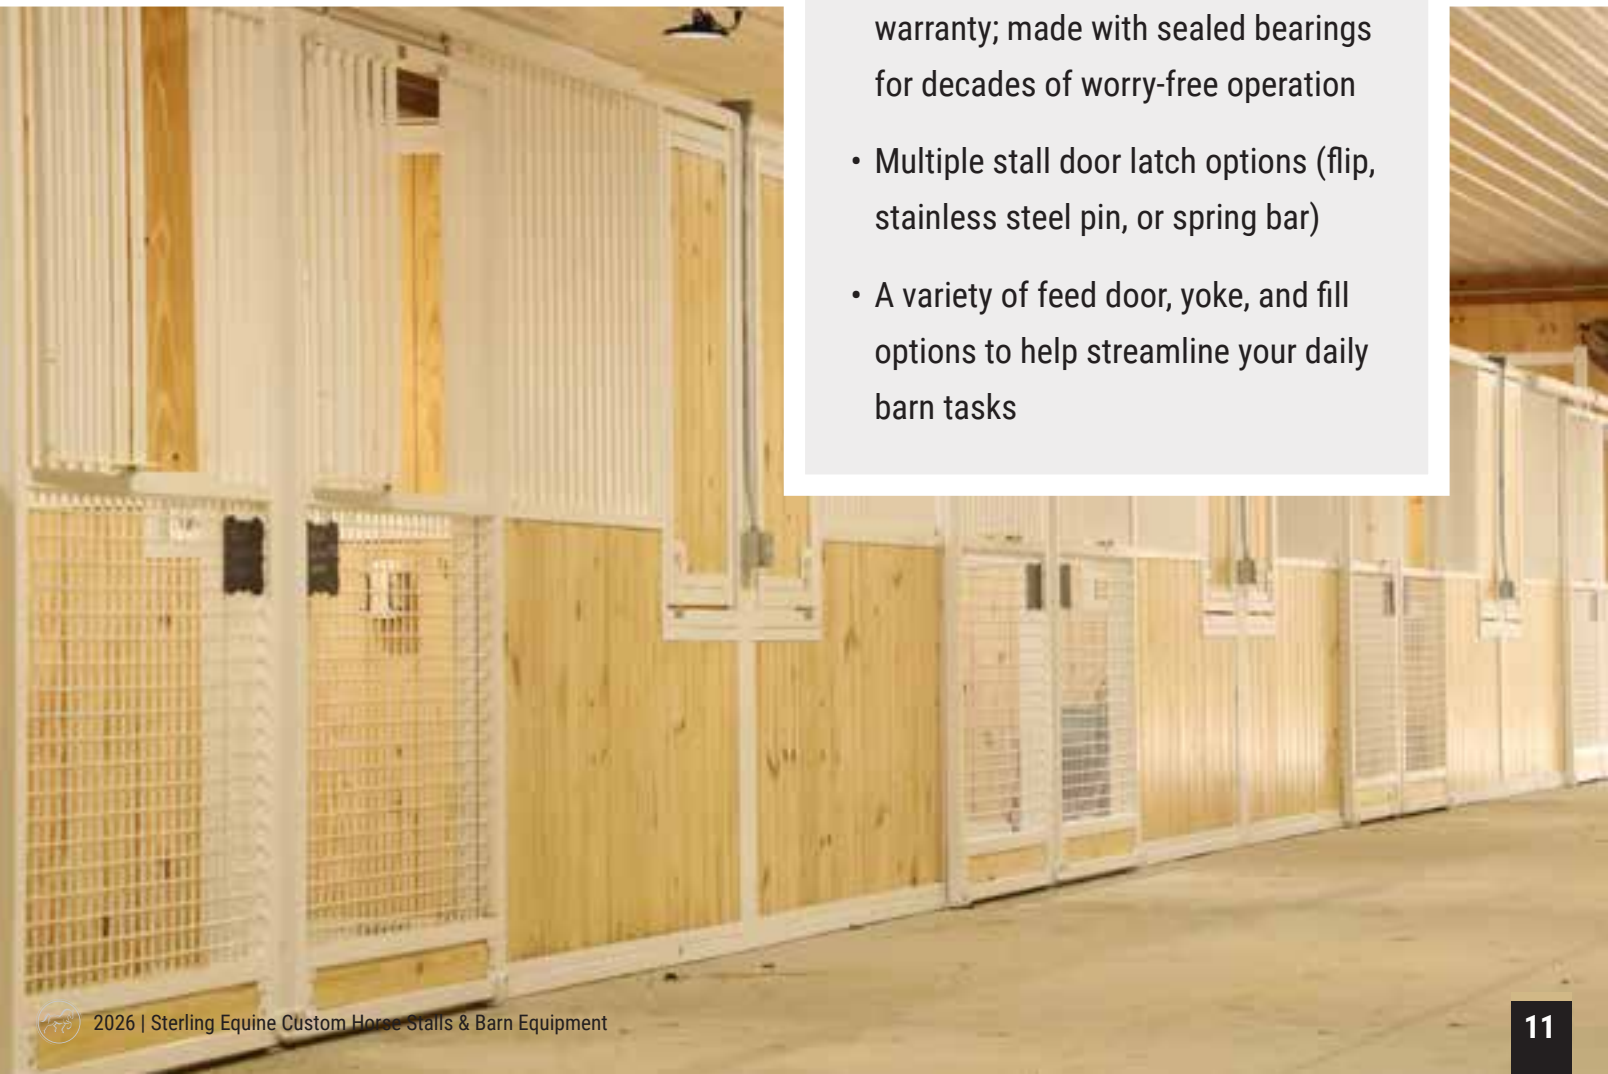 warranty; made with sealed bearings
for decades of worry-free operation
• Multiple stall door latch options (flip,
stainless steel pin, or spring bar)
• A variety of feed door, yoke, and fill
options to help streamline your daily
barn tasks
2026 | Sterling Equine Custom Horse Stalls & Barn Equipment
11